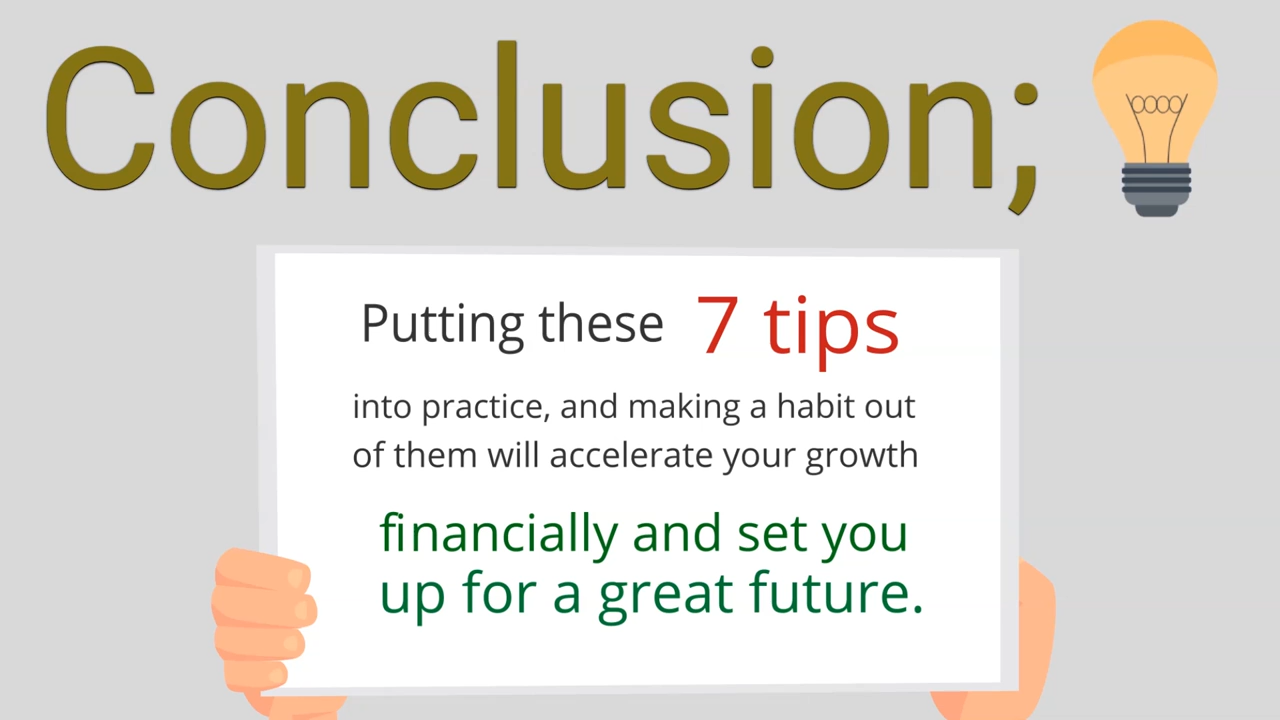 Conclusion;
Putting these 7 tips
into practice, and making a habit out
of them will accelerate your growth
financially and set you
up for a great future.